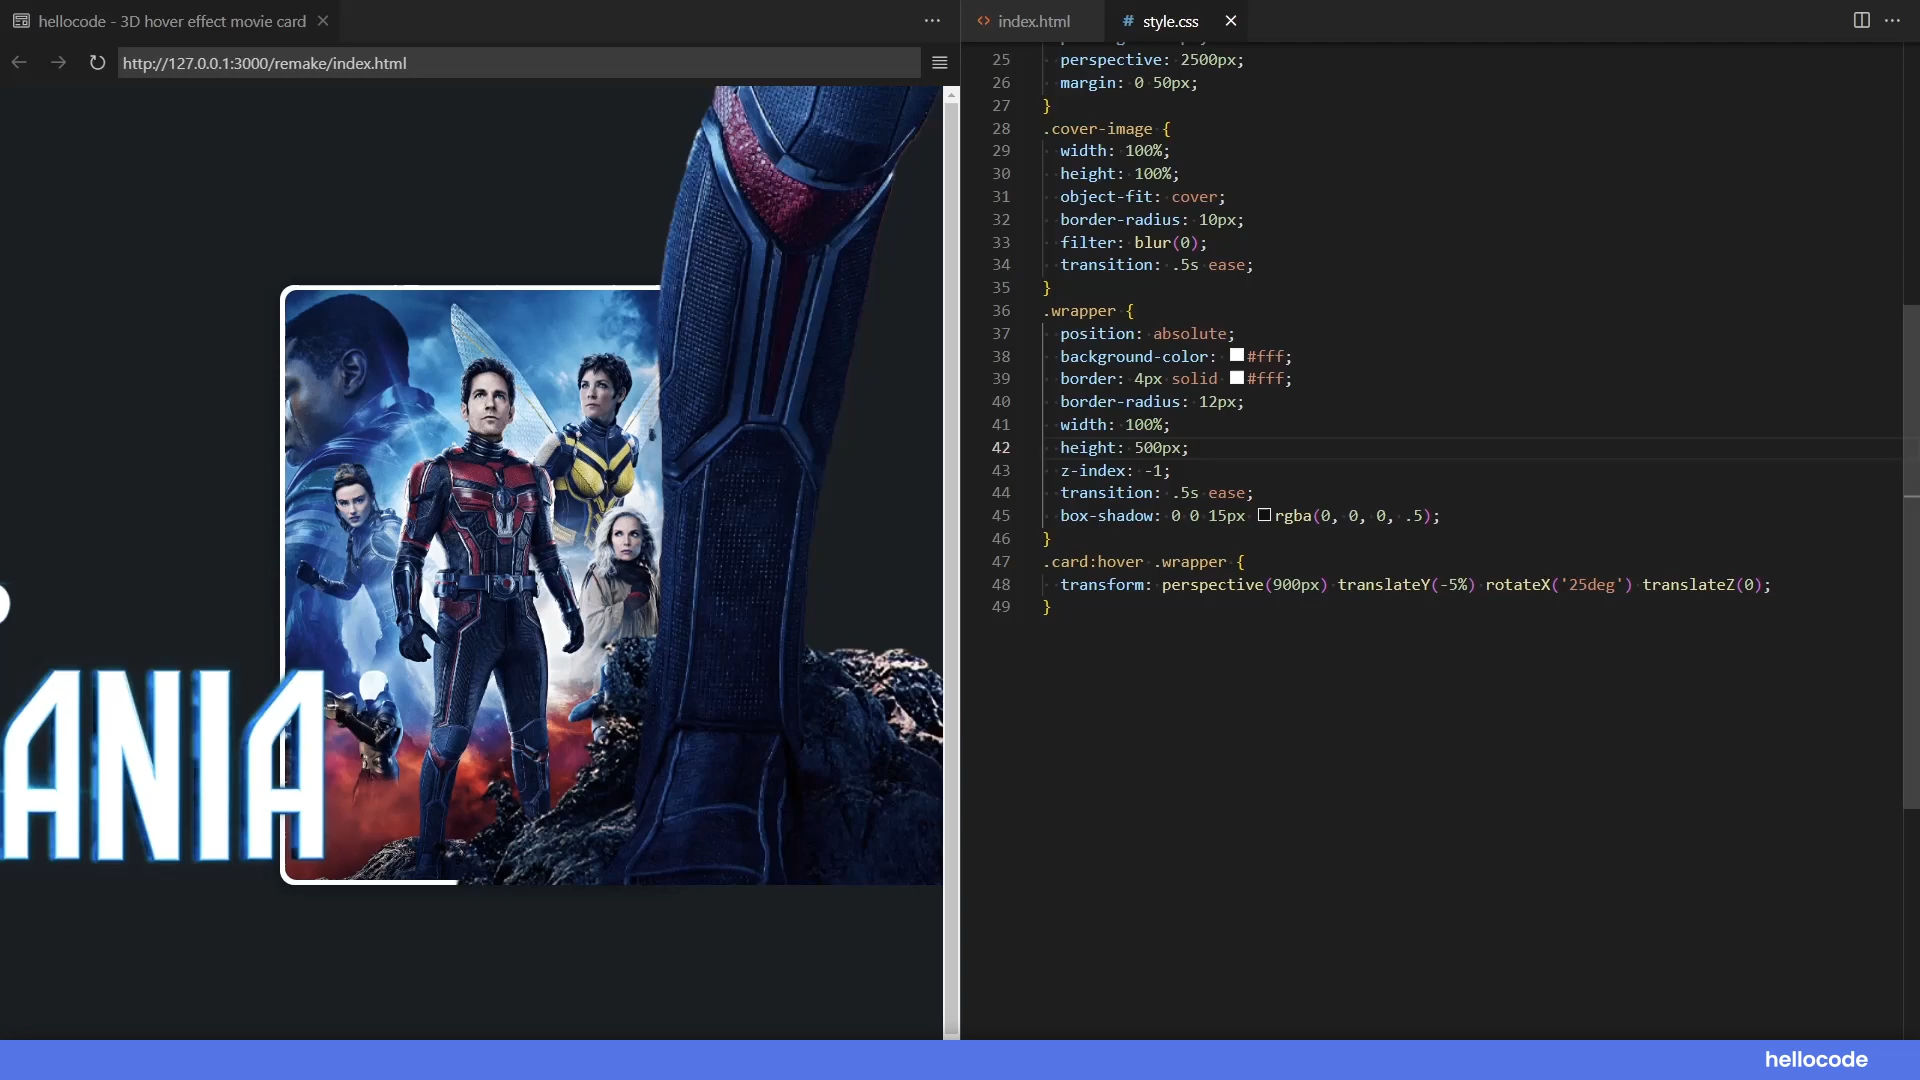 hellocode - 3D hover effect movie card
http://127.0.0.1:3000/remake/index.html
ANIA
index.html
# style.css
25 perspective: 2500px;
26 margin: 0 50px;
27 }
28 .cover-image {
29 width: 100%;
30 height: 100%;
31 object-fit: cover;
32 border-radius: 10px;
33 filter: blur(0);
34 transition: .5s ease;
35 }
36 .wrapper {
37 position: absolute;
38 background-color: #fff;
39 border: 4px solid #fff;
40 border-radius: 12px;
41 width: 100%;
42 height: 500px;
43 z-index: -1;
44 transition: .5s ease;
45 box-shadow: 0 0 15px rgba(0, 0, 0, .5);
46 }
47 .card:hover .wrapper {
48 transform: perspective(900px) translateY(-5%) rotateX('25deg') translateZ(0);
49 }
hellocode